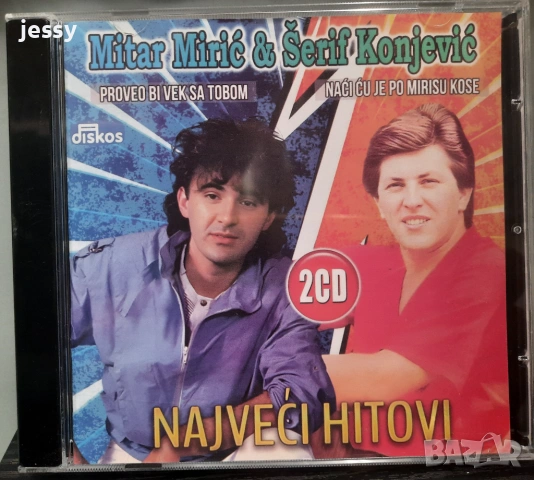 jessy
Mitar Mirić & Šerif Konjević
PROVEO BI VEK SA TOBOM
NAĆI ĆU JE PO MIRISU KOSE
diskos
2CD
NAJVEĆI HITOVI
BAZAR